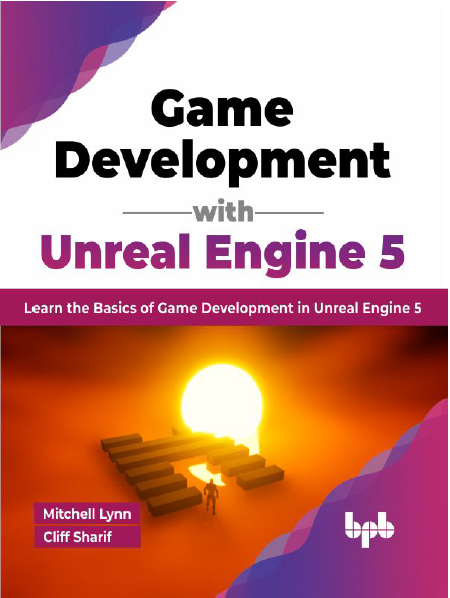 Game
Development
with
Unreal Engine 5
Learn the Basics of Game Development in Unreal Engine 5
Mitchell Lynn
Cliff Sharif
bpb